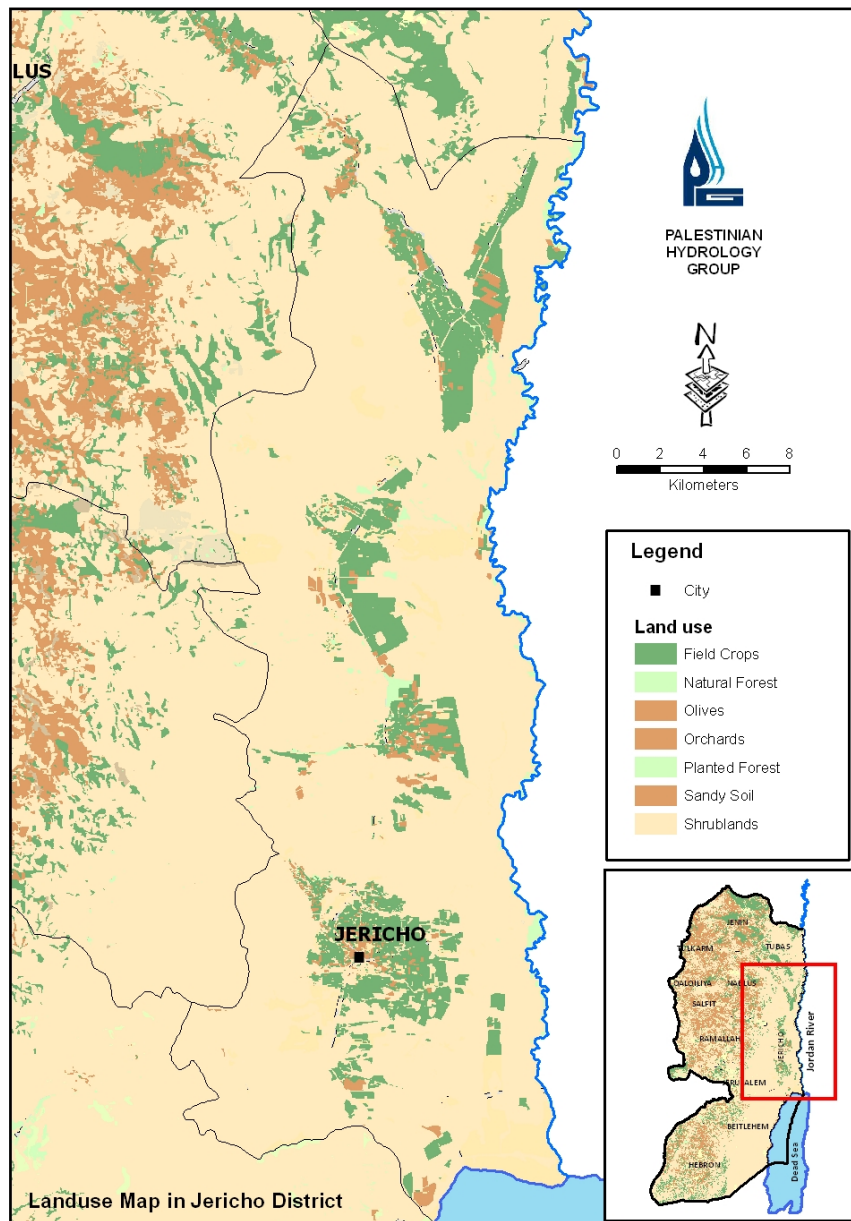 LUS
JERICHO
Landuse Map in Jericho District
PG
PALESTINIAN
HYDROLOGY
GROUP
N
0 2 4 6 8
Kilometers
Legend
City
Land use
Field Crops
Natural Forest
Olives
Orchards
Planted Forest
Sandy Soil
Shrublands
JENIN
TUBAS
TULKARM
QALQILIYA
NABLUS
SALFIT
RAMALLAH
JERICHO
Jordan River
JERUSALEM
BEITLEHEM
HEBRON
Dead Sea